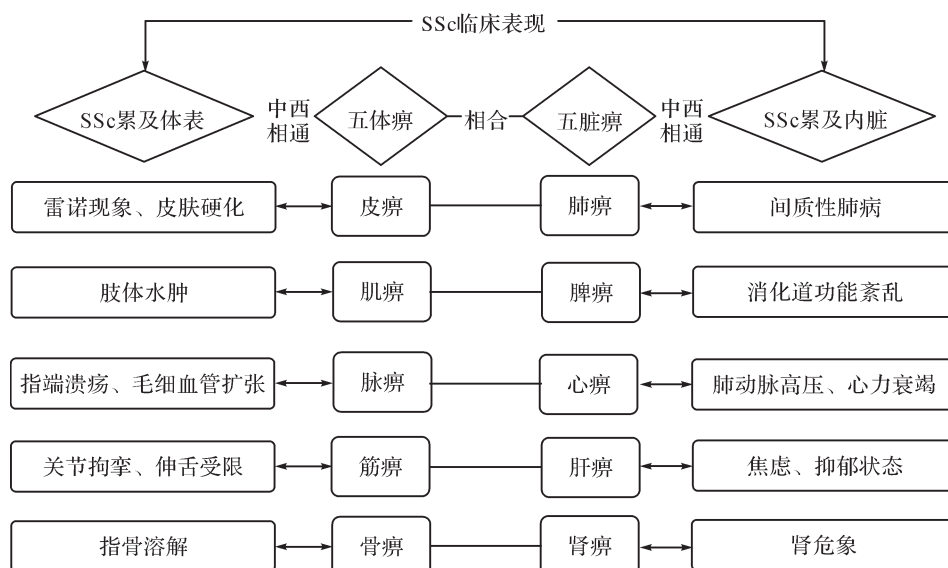 SSc临床表现
SSc累及体表
中西
相通
五体痹
相合
五脏痹
中西
相通
SSc累及内脏
雷诺现象、皮肤硬化
皮痹
肺痹
间质性肺病
肢体水肿
肌痹
脾痹
消化道功能紊乱
指端溃疡、毛细血管扩张
脉痹
心痹
肺动脉高压、心力衰竭
关节拘挛、伸舌受限
筋痹
肝痹
焦虑、抑郁状态
指骨溶解
骨痹
肾痹
肾危象